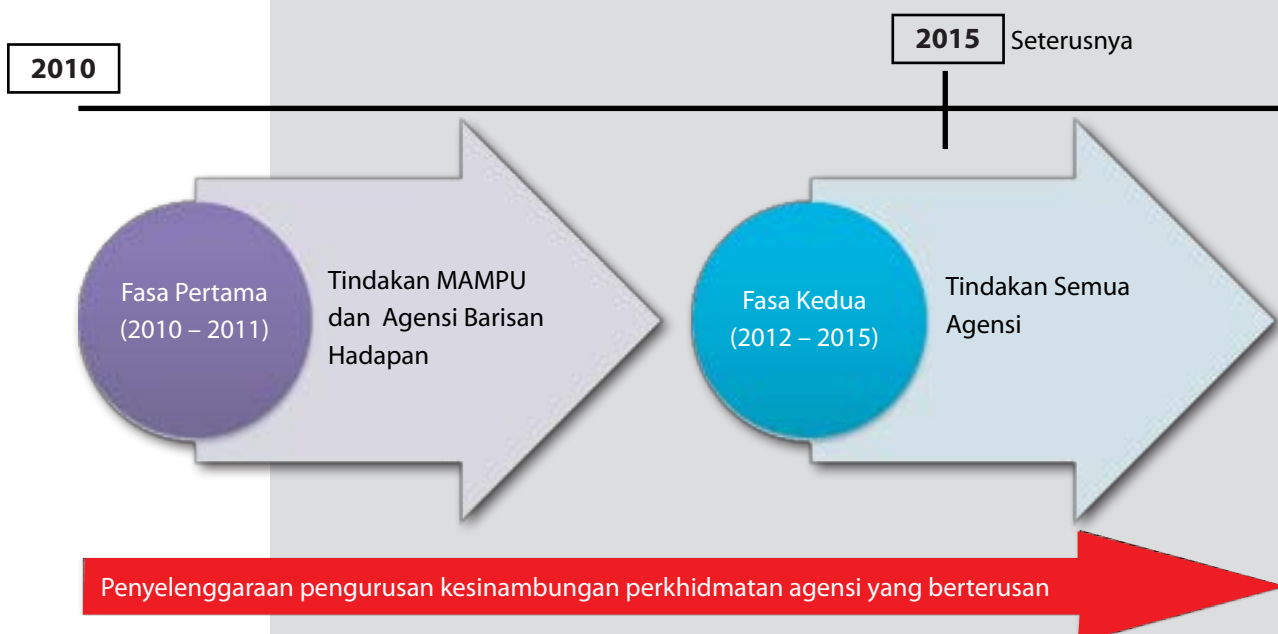 2010
2015 Seterusnya
Fasa Pertama
(2010 – 2011)
Tindakan MAMPU
dan Agensi Barisan
Hadapan
Fasa Kedua
(2012 – 2015)
Tindakan Semua
Agensi
Penyelenggaraan pengurusan kesinambungan perkhidmatan agensi yang berterusan